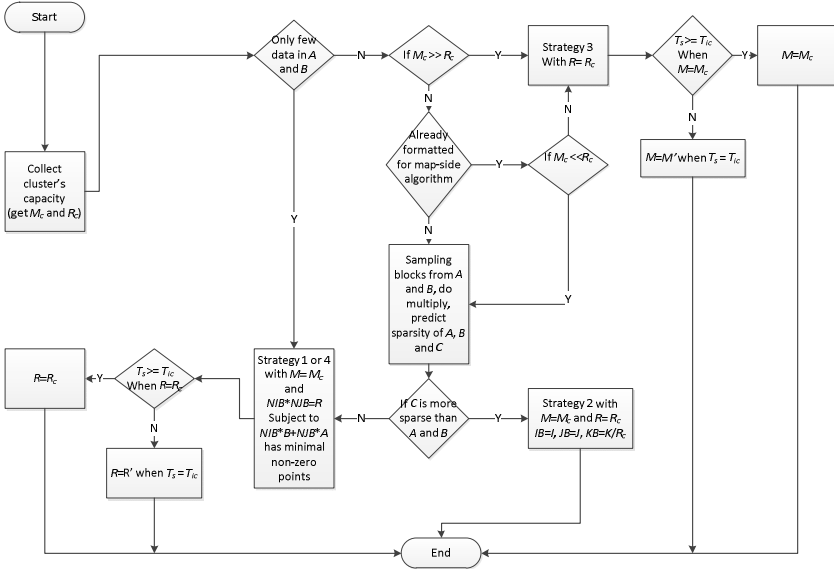 Start
Collect
cluster's
capacity
(get Mc and Rc)
Only few
data in A
and B
N
Y
If Mc >> Rc
Y
N
Already
formatted
for map-side
algorithm
Y
N
If Mc <<Rc
N
Y
Strategy 3
With R= Rc
Ts>= Tic
When
M=Mc
Y
N
M=Mc
M=M' when Ts = Tic
Sampling
blocks from A
and B, do
multiply,
predict
sparsity of A, B
and C
If C is more
sparse than
A and B
N
Y
Strategy 2 with
M=Mc and R= Rc
IB=I, JB=J, KB=K/Rc
Strategy 1 or 4
with M= Mc
and
NIB*NJB=R
Subject to
NIB*B+NJB*A
has minimal
non-zero
points
Ts>= Tic
When R=Rc
Y
N
R=Rc
R=R' when Ts = Tic
End